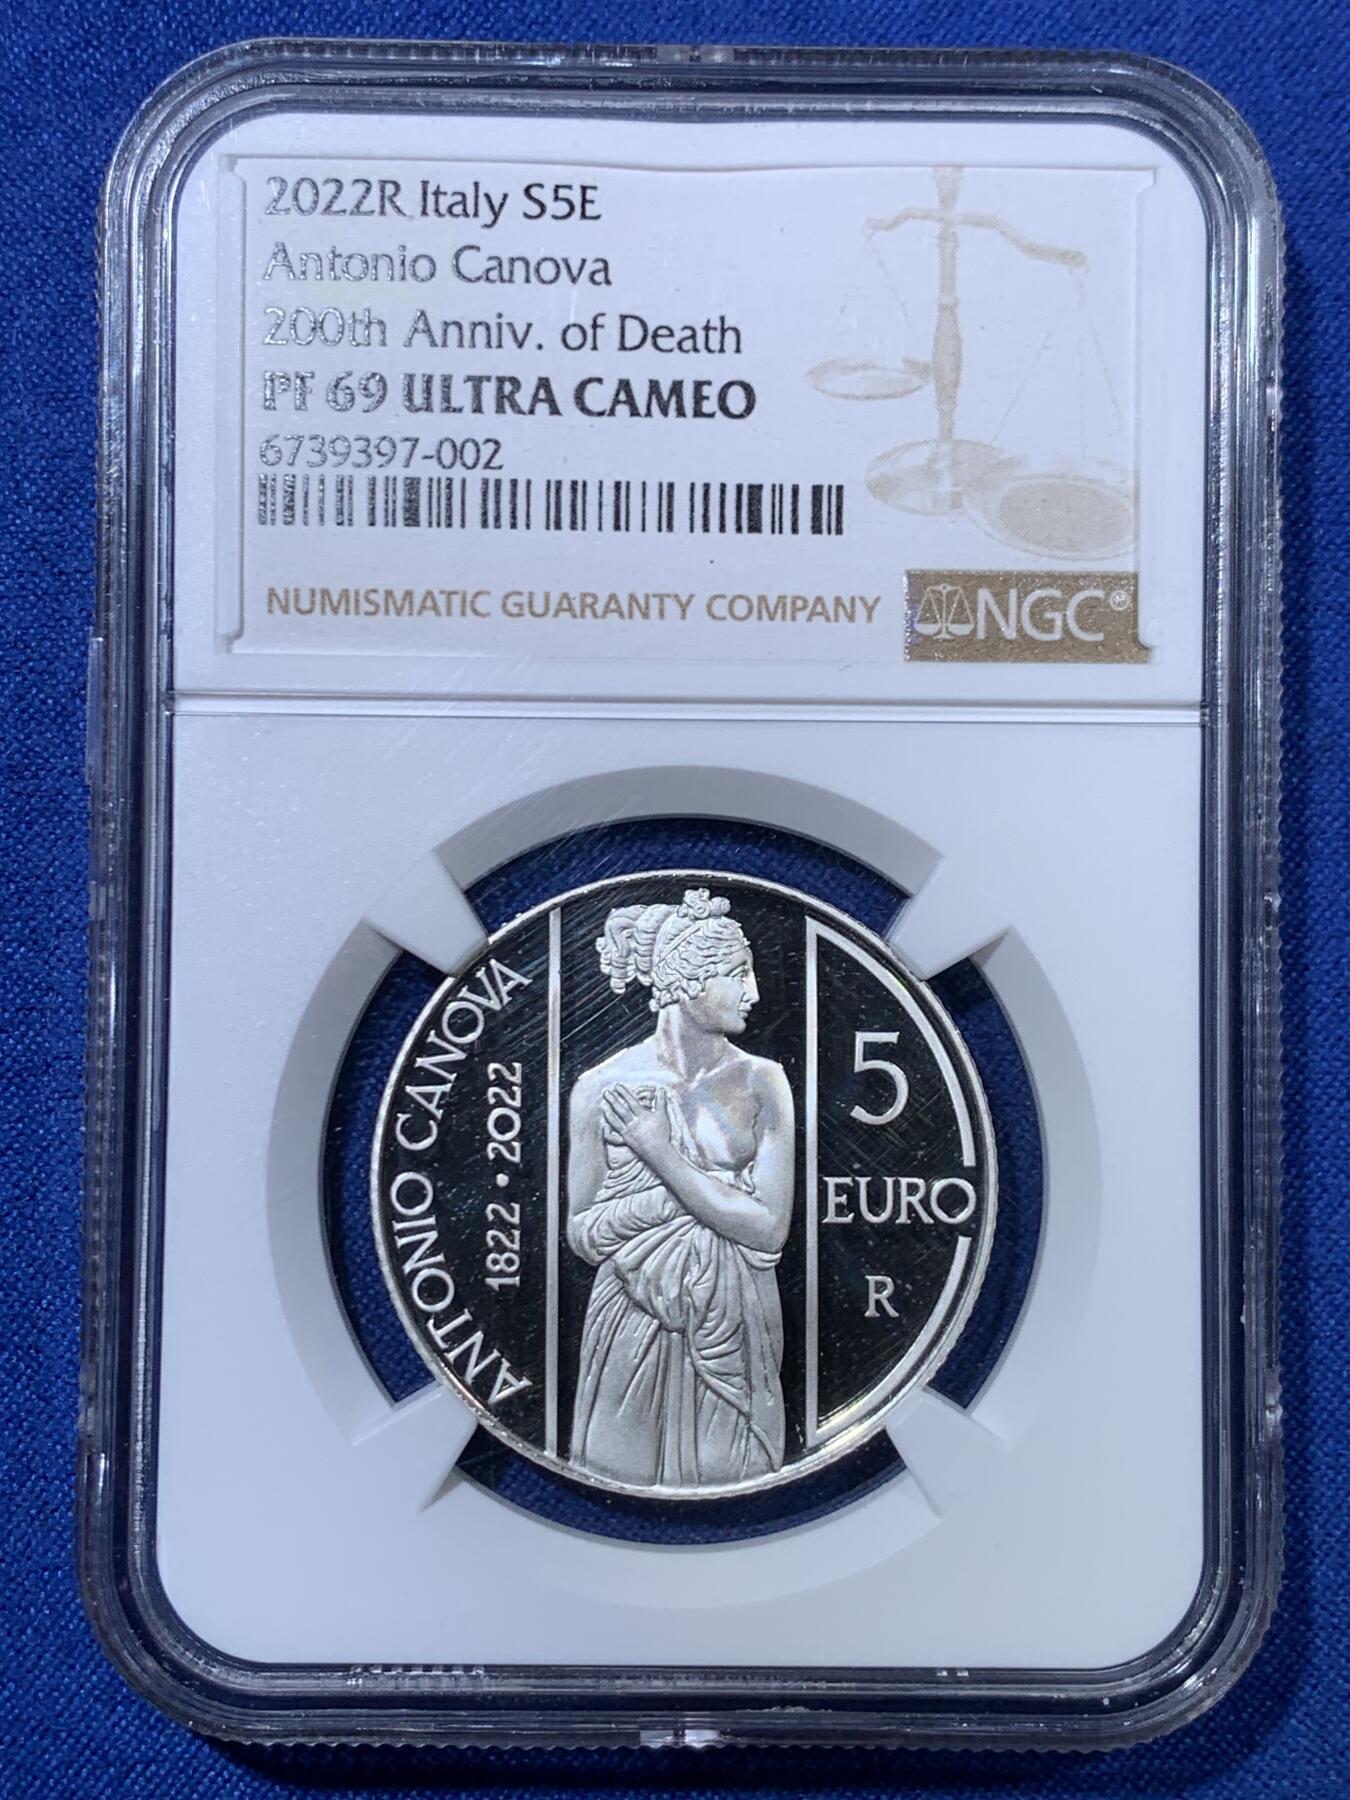 2022R Italy S5E
Antonio Canova
200th Anniv. of Death
PF 69 ULTRA CAMEO
6739397-002
NUMISMATIC GUARANTY COMPANY
NGC®
ANTONIO CANOVA
1822 • 2022
5
EURO
R